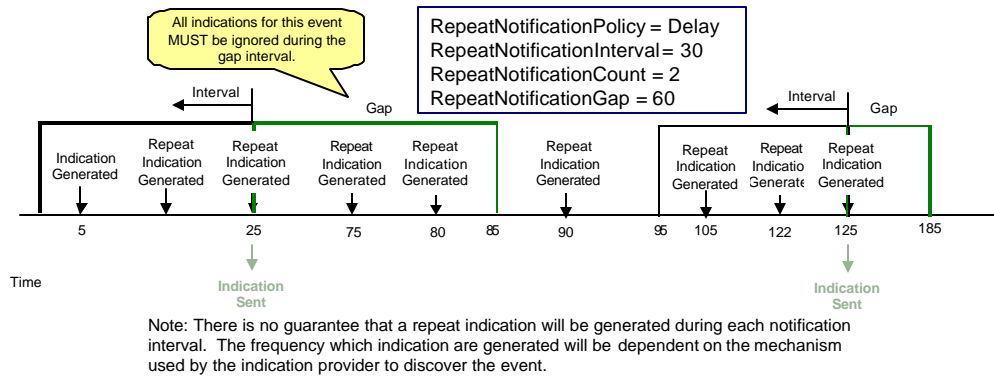 All indications for this event
MUST be ignored during the
gap interval.
RepeatNotificationPolicy = Delay
RepeatNotificationInterval = 30
RepeatNotificationCount = 2
RepeatNotificationGap = 60
Interval
Gap
Interval
Gap
Indication
Generated
Repeat
Indication
Generated
Repeat
Indication
Generated
Repeat
Indication
Generated
Repeat
Indication
Generated
Repeat
Indication
Generated
Repeat
Indication
Generated
Repeat
Indicatio
Generate
Repeat
Indication
Generated
5
25
75
80
85
90
95
105
122
125
185
Time
Indication
Sent
Indication
Sent
Note: There is no guarantee that a repeat indication will be generated during each notification
interval. The frequency which indication are generated will be dependent on the mechanism
used by the indication provider to discover the event.